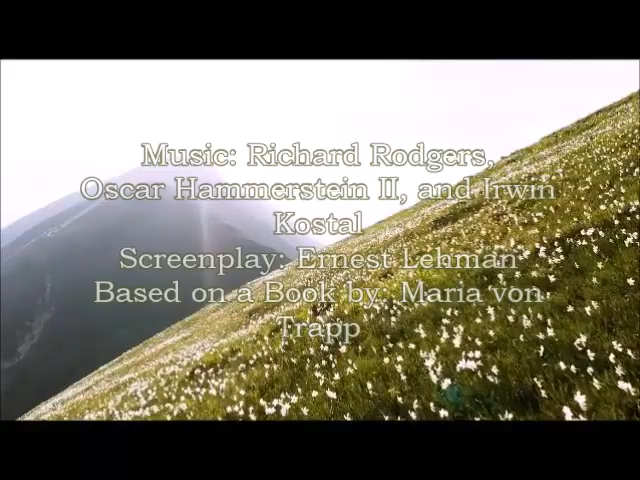 Music: Richard Rodgers,
Oscar Hammerstein II, and Irwin
Kostal
Screenplay: Ernest Lehman
Based on a Book by: Maria von
Trapp